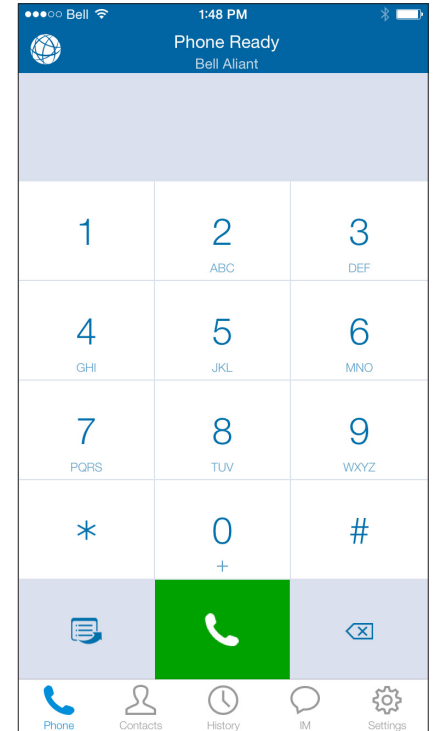 Bell 1:48 PM
Phone Ready
Bell Aliant
1 2 3
ABC DEF
4 5 6
GHI JKL MNO
7 8 9
PQRS TUV WXYZ
* 0 #
+
Phone Contacts History IM Settings